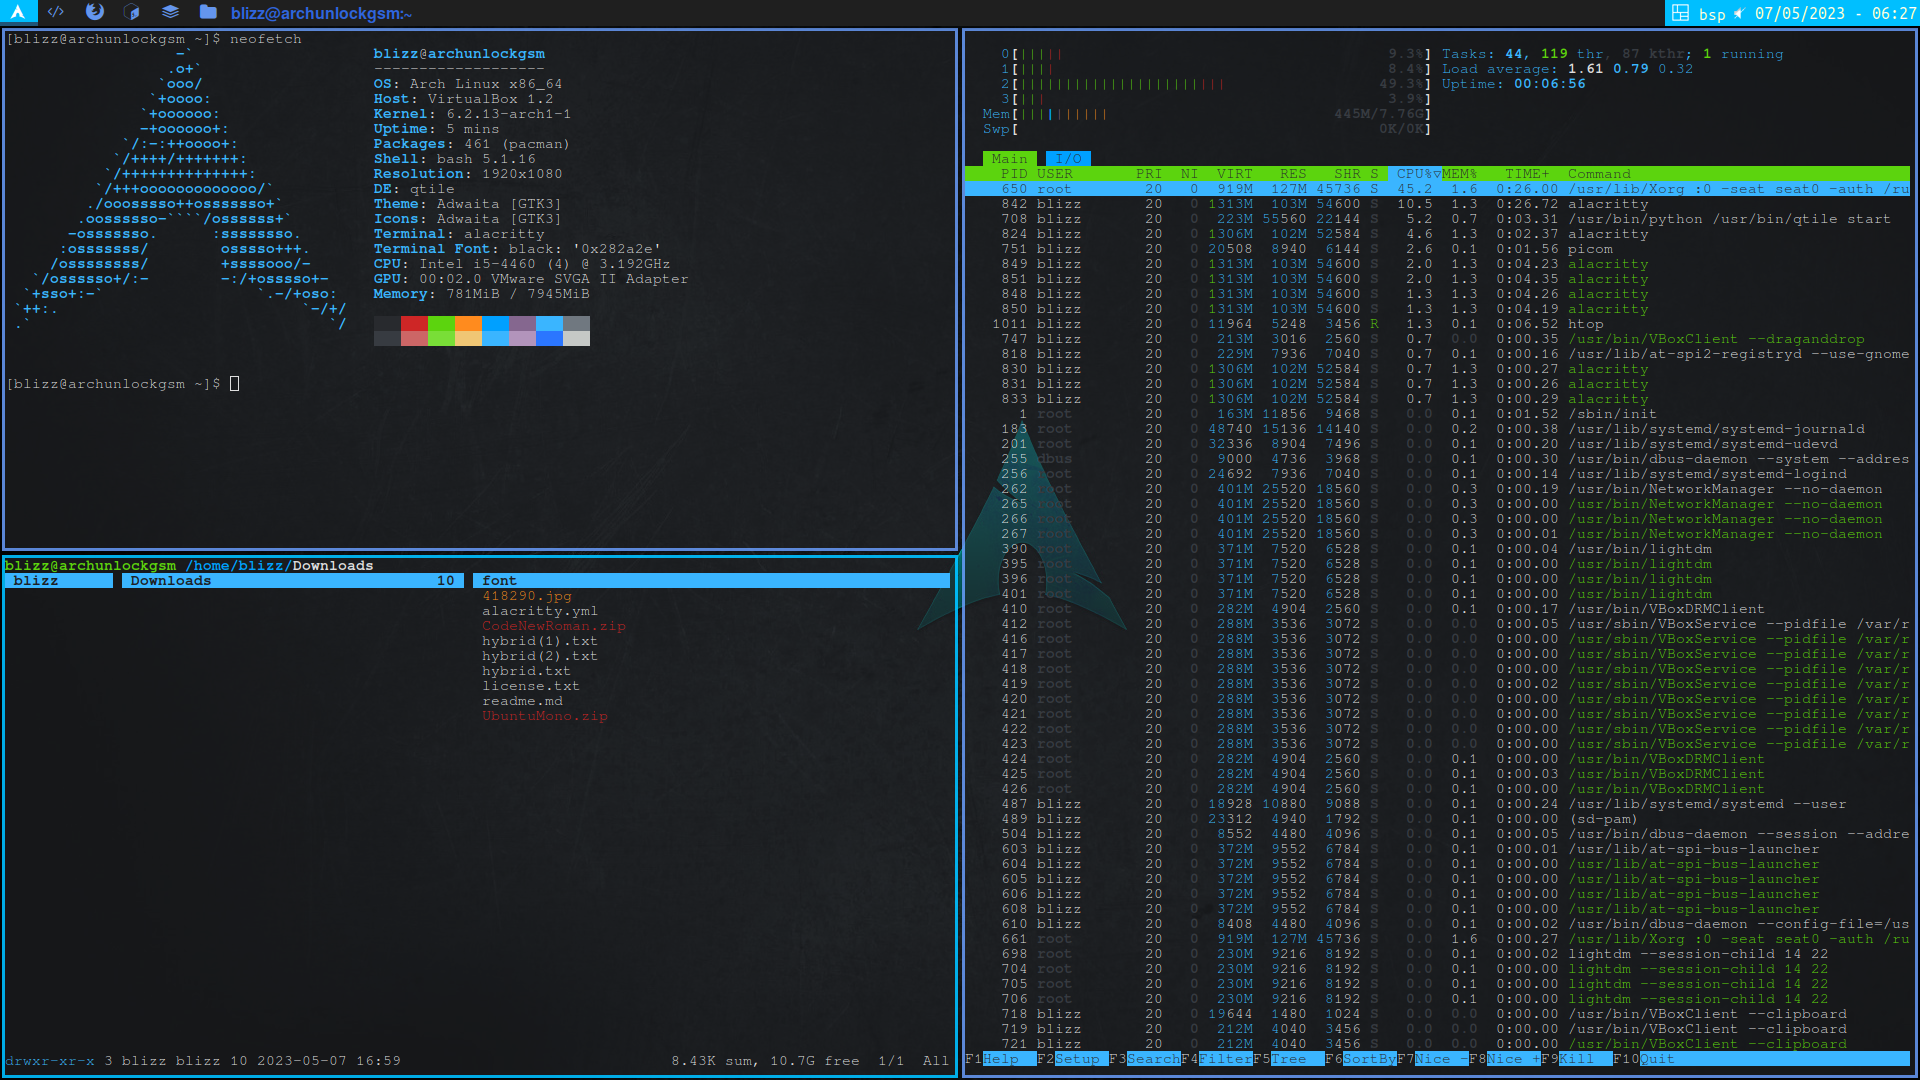 </> blizz@archunlockgsm:~ bsp 07/05/2023 - 06:27
[blizz@archunlockgsm ~]$ neofetch
blizz@archunlockgsm
-------------------
OS: Arch Linux x86_64
Host: VirtualBox 1.2
Kernel: 6.2.13-arch1-1
Uptime: 5 mins
Packages: 461 (pacman)
Shell: bash 5.1.16
Resolution: 1920x1080
DE: qtile
Theme: Adwaita [GTK3]
Icons: Adwaita [GTK3]
Terminal: alacritty
Terminal Font: black: '0x282a2e'
CPU: Intel i5-4460 (4) @ 3.192GHz
GPU: 00:02.0 VMware SVGA II Adapter
Memory: 781MiB / 7945MiB
[blizz@archunlockgsm ~]$
blizz@archunlockgsm /home/blizz/Downloads
blizz Downloads 10 font
418290.jpg
alacritty.yml
CodeNewRoman.zip
hybrid(1).txt
hybrid(2).txt
hybrid.txt
license.txt
readme.md
UbuntuMono.zip
drwxr-xr-x 3 blizz blizz 10 2023-05-07 16:59 8.43K sum, 10.7G free 1/1 All
0[||||| 9.3%] Tasks: 44, 119 thr, 87 kthr; 1 running
1[|||| 8.4%] Load average: 1.61 0.79 0.32
2[||||||||||||||||||||||| 49.3%] Uptime: 00:06:56
3[||| 3.9%]
Mem[|||||||||| 445M/7.76G]
Swp[ 0K/0K]
Main I/O
PID USER PRI NI VIRT RES SHR S CPU%▽MEM% TIME+ Command
650 root 20 0 919M 127M 45736 S 45.2 1.6 0:26.00 /usr/lib/Xorg :0 -seat seat0 -auth /ru
842 blizz 20 0 1313M 103M 54600 S 10.5 1.3 0:26.72 alacritty
708 blizz 20 0 223M 55560 22144 S 5.2 0.7 0:03.31 /usr/bin/python /usr/bin/qtile start
824 blizz 20 0 1306M 102M 52584 S 4.6 1.3 0:02.37 alacritty
751 blizz 20 0 20508 8940 6144 S 2.6 0.1 0:01.56 picom
849 blizz 20 0 1313M 103M 54600 S 2.0 1.3 0:04.23 alacritty
851 blizz 20 0 1313M 103M 54600 S 2.0 1.3 0:04.35 alacritty
848 blizz 20 0 1313M 103M 54600 S 1.3 1.3 0:04.26 alacritty
850 blizz 20 0 1313M 103M 54600 S 1.3 1.3 0:04.19 alacritty
1011 blizz 20 0 11964 5248 3456 R 1.3 0.1 0:06.52 htop
747 blizz 20 0 213M 3016 2560 S 0.7 0.0 0:00.35 /usr/bin/VBoxClient --draganddrop
818 blizz 20 0 229M 7936 7040 S 0.7 0.1 0:00.16 /usr/lib/at-spi2-registryd --use-gnome
830 blizz 20 0 1306M 102M 52584 S 0.7 1.3 0:00.27 alacritty
831 blizz 20 0 1306M 102M 52584 S 0.7 1.3 0:00.26 alacritty
833 blizz 20 0 1306M 102M 52584 S 0.7 1.3 0:00.29 alacritty
1 root 20 0 163M 11856 9468 S 0.0 0.1 0:01.52 /sbin/init
183 root 20 0 48740 15136 14140 S 0.0 0.2 0:00.38 /usr/lib/systemd/systemd-journald
201 root 20 0 32336 8904 7496 S 0.0 0.1 0:00.20 /usr/lib/systemd/systemd-udevd
255 dbus 20 0 9000 4736 3968 S 0.0 0.1 0:00.30 /usr/bin/dbus-daemon --system --addres
256 root 20 0 24692 7936 7040 S 0.0 0.1 0:00.14 /usr/lib/systemd/systemd-logind
262 root 20 0 401M 25520 18560 S 0.0 0.3 0:00.19 /usr/bin/NetworkManager --no-daemon
265 root 20 0 401M 25520 18560 S 0.0 0.3 0:00.00 /usr/bin/NetworkManager --no-daemon
266 root 20 0 401M 25520 18560 S 0.0 0.3 0:00.00 /usr/bin/NetworkManager --no-daemon
267 root 20 0 401M 25520 18560 S 0.0 0.3 0:00.01 /usr/bin/NetworkManager --no-daemon
390 root 20 0 371M 7520 6528 S 0.0 0.1 0:00.04 /usr/bin/lightdm
395 root 20 0 371M 7520 6528 S 0.0 0.1 0:00.00 /usr/bin/lightdm
396 root 20 0 371M 7520 6528 S 0.0 0.1 0:00.00 /usr/bin/lightdm
401 root 20 0 371M 7520 6528 S 0.0 0.1 0:00.00 /usr/bin/lightdm
410 root 20 0 282M 4904 2560 S 0.0 0.1 0:00.17 /usr/bin/VBoxDRMClient
412 root 20 0 288M 3536 3072 S 0.0 0.0 0:00.05 /usr/sbin/VBoxService --pidfile /var/r
416 root 20 0 288M 3536 3072 S 0.0 0.0 0:00.00 /usr/sbin/VBoxService --pidfile /var/r
417 root 20 0 288M 3536 3072 S 0.0 0.0 0:00.00 /usr/sbin/VBoxService --pidfile /var/r
418 root 20 0 288M 3536 3072 S 0.0 0.0 0:00.00 /usr/sbin/VBoxService --pidfile /var/r
419 root 20 0 288M 3536 3072 S 0.0 0.0 0:00.02 /usr/sbin/VBoxService --pidfile /var/r
420 root 20 0 288M 3536 3072 S 0.0 0.0 0:00.00 /usr/sbin/VBoxService --pidfile /var/r
421 root 20 0 288M 3536 3072 S 0.0 0.0 0:00.00 /usr/sbin/VBoxService --pidfile /var/r
422 root 20 0 288M 3536 3072 S 0.0 0.0 0:00.00 /usr/sbin/VBoxService --pidfile /var/r
423 root 20 0 288M 3536 3072 S 0.0 0.0 0:00.00 /usr/sbin/VBoxService --pidfile /var/r
424 root 20 0 282M 4904 2560 S 0.0 0.1 0:00.00 /usr/bin/VBoxDRMClient
425 root 20 0 282M 4904 2560 S 0.0 0.1 0:00.03 /usr/bin/VBoxDRMClient
426 root 20 0 282M 4904 2560 S 0.0 0.1 0:00.00 /usr/bin/VBoxDRMClient
487 blizz 20 0 18928 10880 9088 S 0.0 0.1 0:00.24 /usr/lib/systemd/systemd --user
489 blizz 20 0 23312 4940 1792 S 0.0 0.1 0:00.00 (sd-pam)
504 blizz 20 0 8552 4480 4096 S 0.0 0.1 0:00.05 /usr/bin/dbus-daemon --session --addre
603 blizz 20 0 372M 9552 6784 S 0.0 0.1 0:00.01 /usr/lib/at-spi-bus-launcher
604 blizz 20 0 372M 9552 6784 S 0.0 0.1 0:00.00 /usr/lib/at-spi-bus-launcher
605 blizz 20 0 372M 9552 6784 S 0.0 0.1 0:00.00 /usr/lib/at-spi-bus-launcher
606 blizz 20 0 372M 9552 6784 S 0.0 0.1 0:00.00 /usr/lib/at-spi-bus-launcher
608 blizz 20 0 372M 9552 6784 S 0.0 0.1 0:00.00 /usr/lib/at-spi-bus-launcher
610 blizz 20 0 8408 4480 4096 S 0.0 0.1 0:00.02 /usr/bin/dbus-daemon --config-file=/us
661 root 20 0 919M 127M 45736 S 0.0 1.6 0:00.27 /usr/lib/Xorg :0 -seat seat0 -auth /ru
698 root 20 0 230M 9216 8192 S 0.0 0.1 0:00.02 lightdm --session-child 14 22
704 root 20 0 230M 9216 8192 S 0.0 0.1 0:00.00 lightdm --session-child 14 22
705 root 20 0 230M 9216 8192 S 0.0 0.1 0:00.00 lightdm --session-child 14 22
706 root 20 0 230M 9216 8192 S 0.0 0.1 0:00.00 lightdm --session-child 14 22
718 blizz 20 0 19644 1480 1024 S 0.0 0.0 0:00.00 /usr/bin/VBoxClient --clipboard
719 blizz 20 0 212M 4040 3456 S 0.0 0.0 0:00.00 /usr/bin/VBoxClient --clipboard
721 blizz 20 0 212M 4040 3456 S 0.0 0.0 0:00.00 /usr/bin/VBoxClient --clipboard
F1Help F2Setup F3SearchF4FilterF5Tree F6SortByF7Nice -F8Nice +F9Kill F10Quit